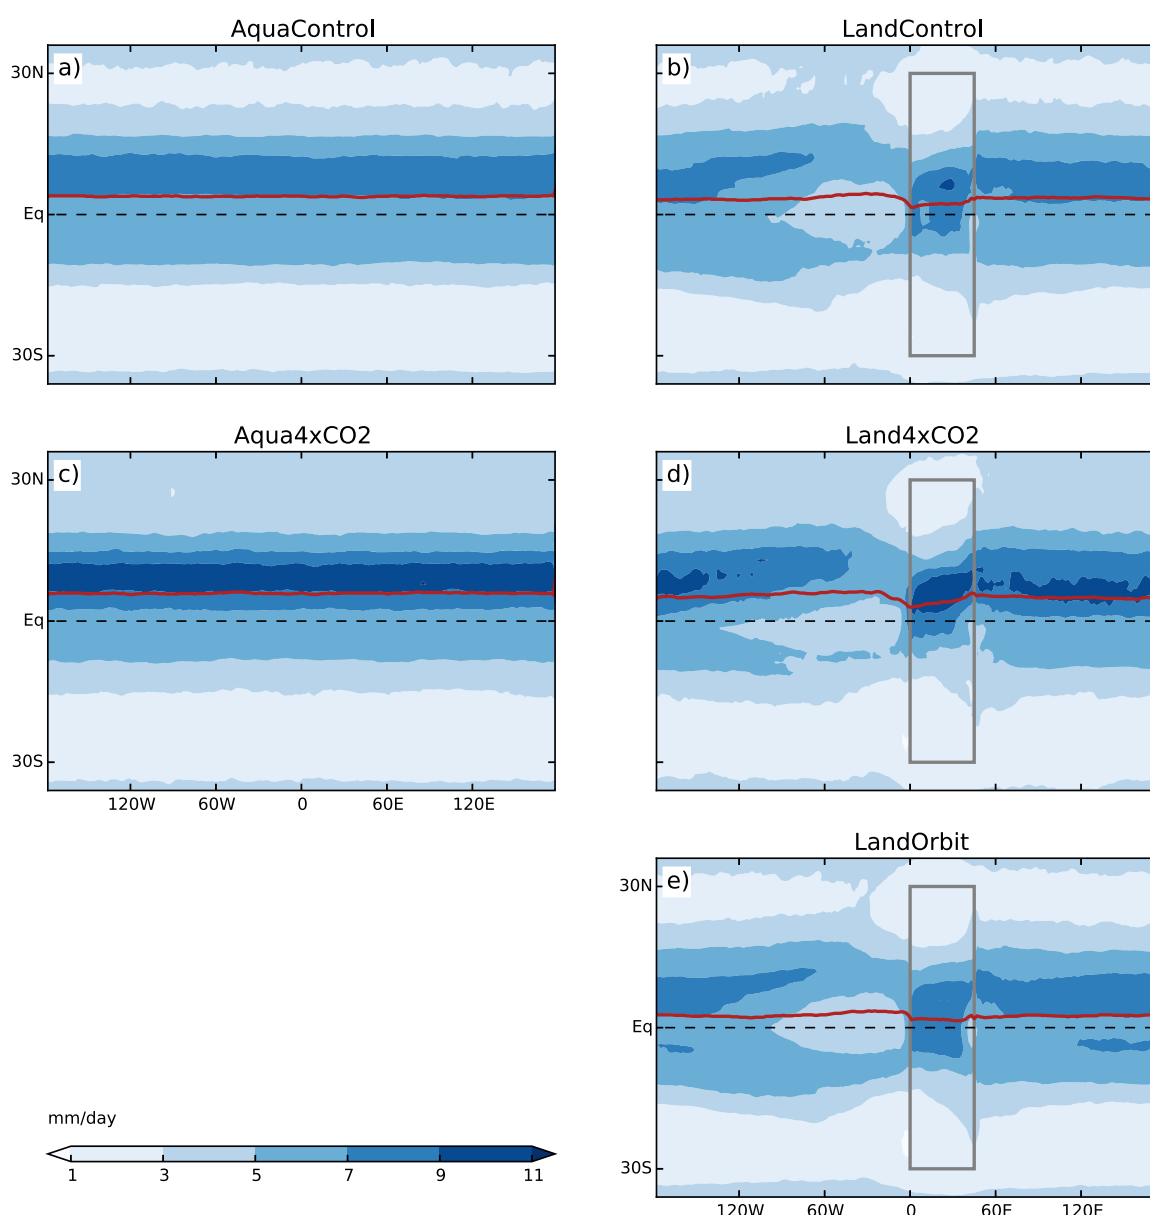 AquaControl
LandControl
a)
b)
30N
Eq
30S
Aqua4xCO2
Land4xCO2
c)
d)
30N
Eq
30S
120W 60W 0 60E 120E
LandOrbit
e)
30N
Eq
30S
120W 60W 0 60E 120E
mm/day
1 3 5 7 9 11